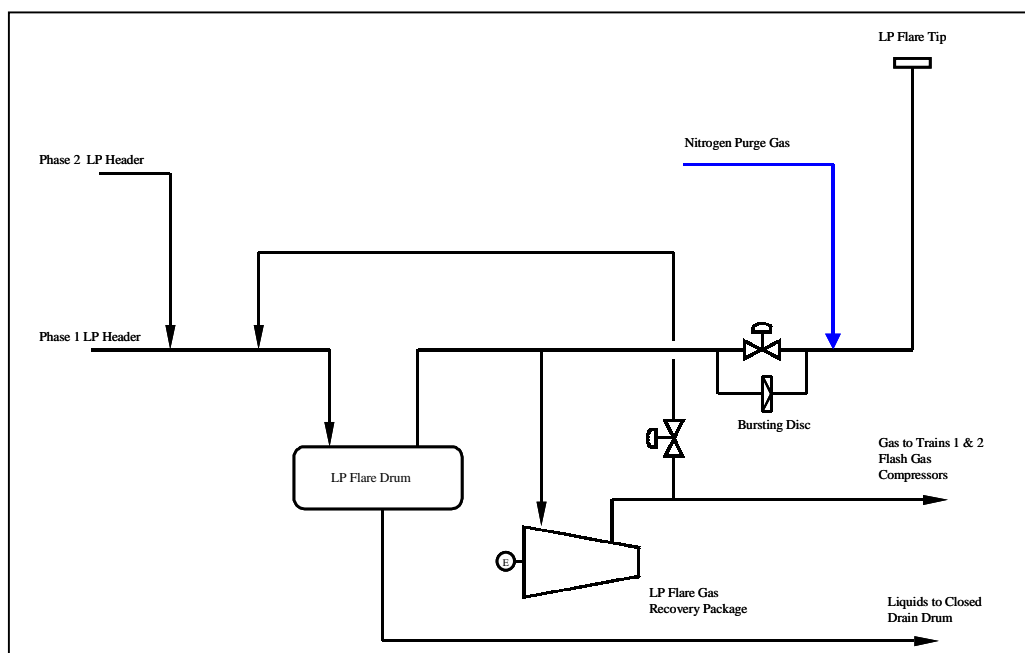 LP Flare Tip
Nitrogen Purge Gas
Phase 2 LP Header
Phase 1 LP Header
Bursting Disc
Gas to Trains 1 & 2
Flash Gas
Compressors
LP Flare Drum
E
LP Flare Gas
Recovery Package
Liquids to Closed
Drain Drum